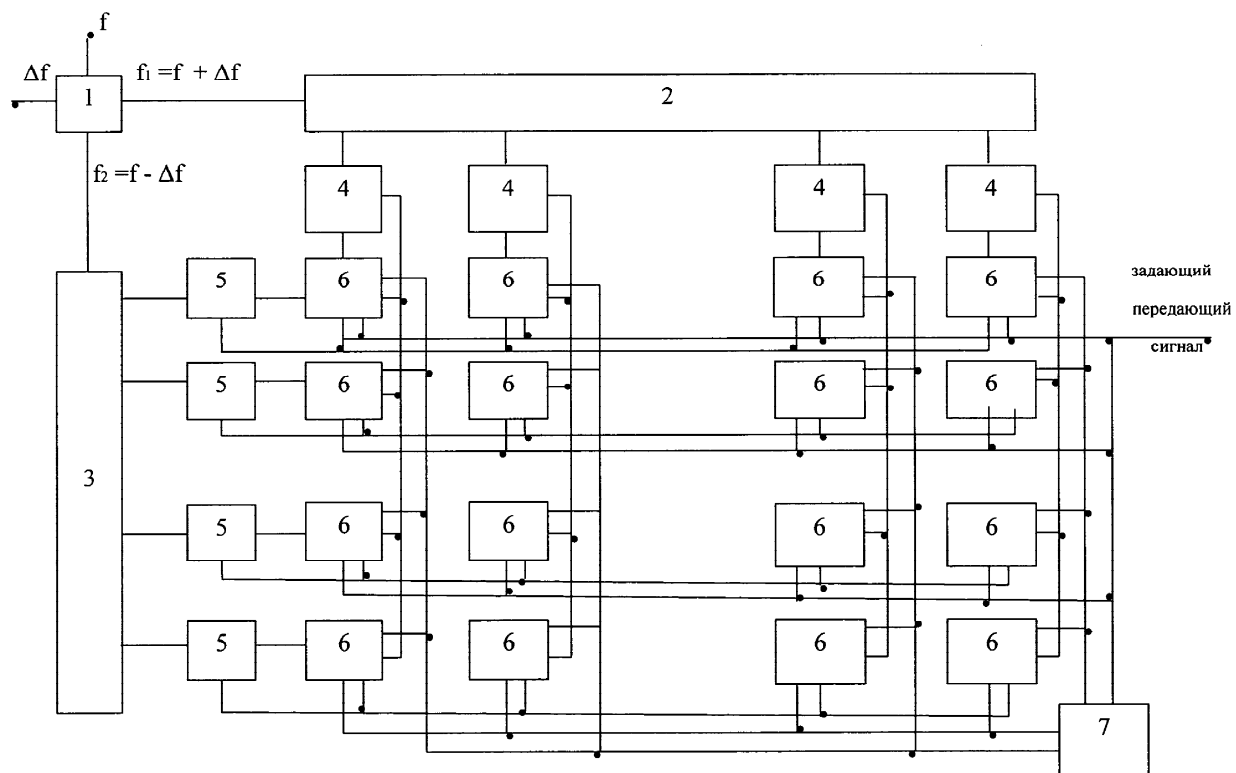 f
Δf
f₁ =f + Δf
1
2
f₂ =f - Δf
4 4 4 4
5 6 6 6 6
задающий
передающий
сигнал
5 6 6 6 6
3
5 6 6 6 6
5 6 6 6 6
7